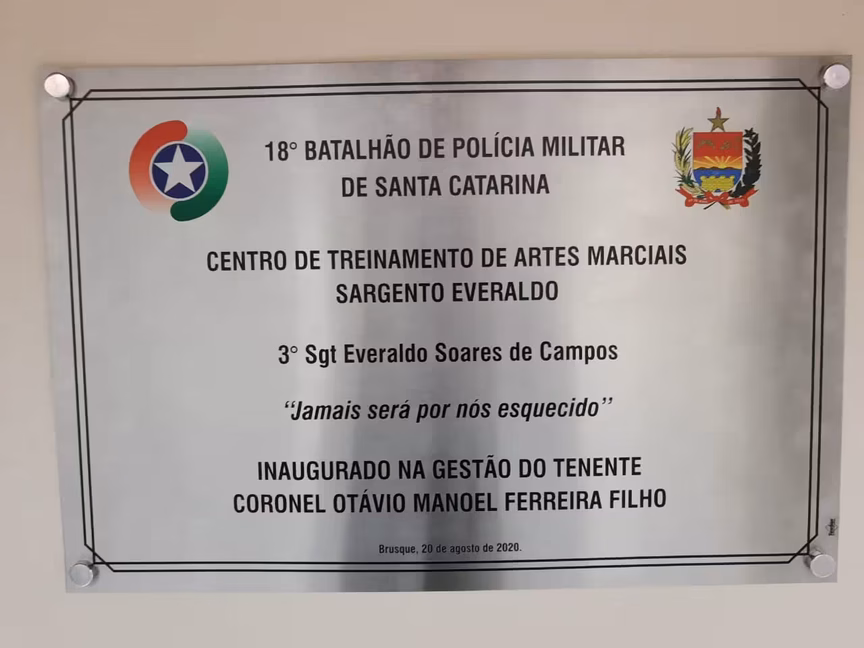 18° BATALHÃO DE POLÍCIA MILITAR
DE SANTA CATARINA
CENTRO DE TREINAMENTO DE ARTES MARCIAIS
SARGENTO EVERALDO
3° Sgt Everaldo Soares de Campos
“Jamais será por nós esquecido”
INAUGURADO NA GESTÃO DO TENENTE
CORONEL OTÁVIO MANOEL FERREIRA FILHO
Brusque, 20 de agosto de 2020.